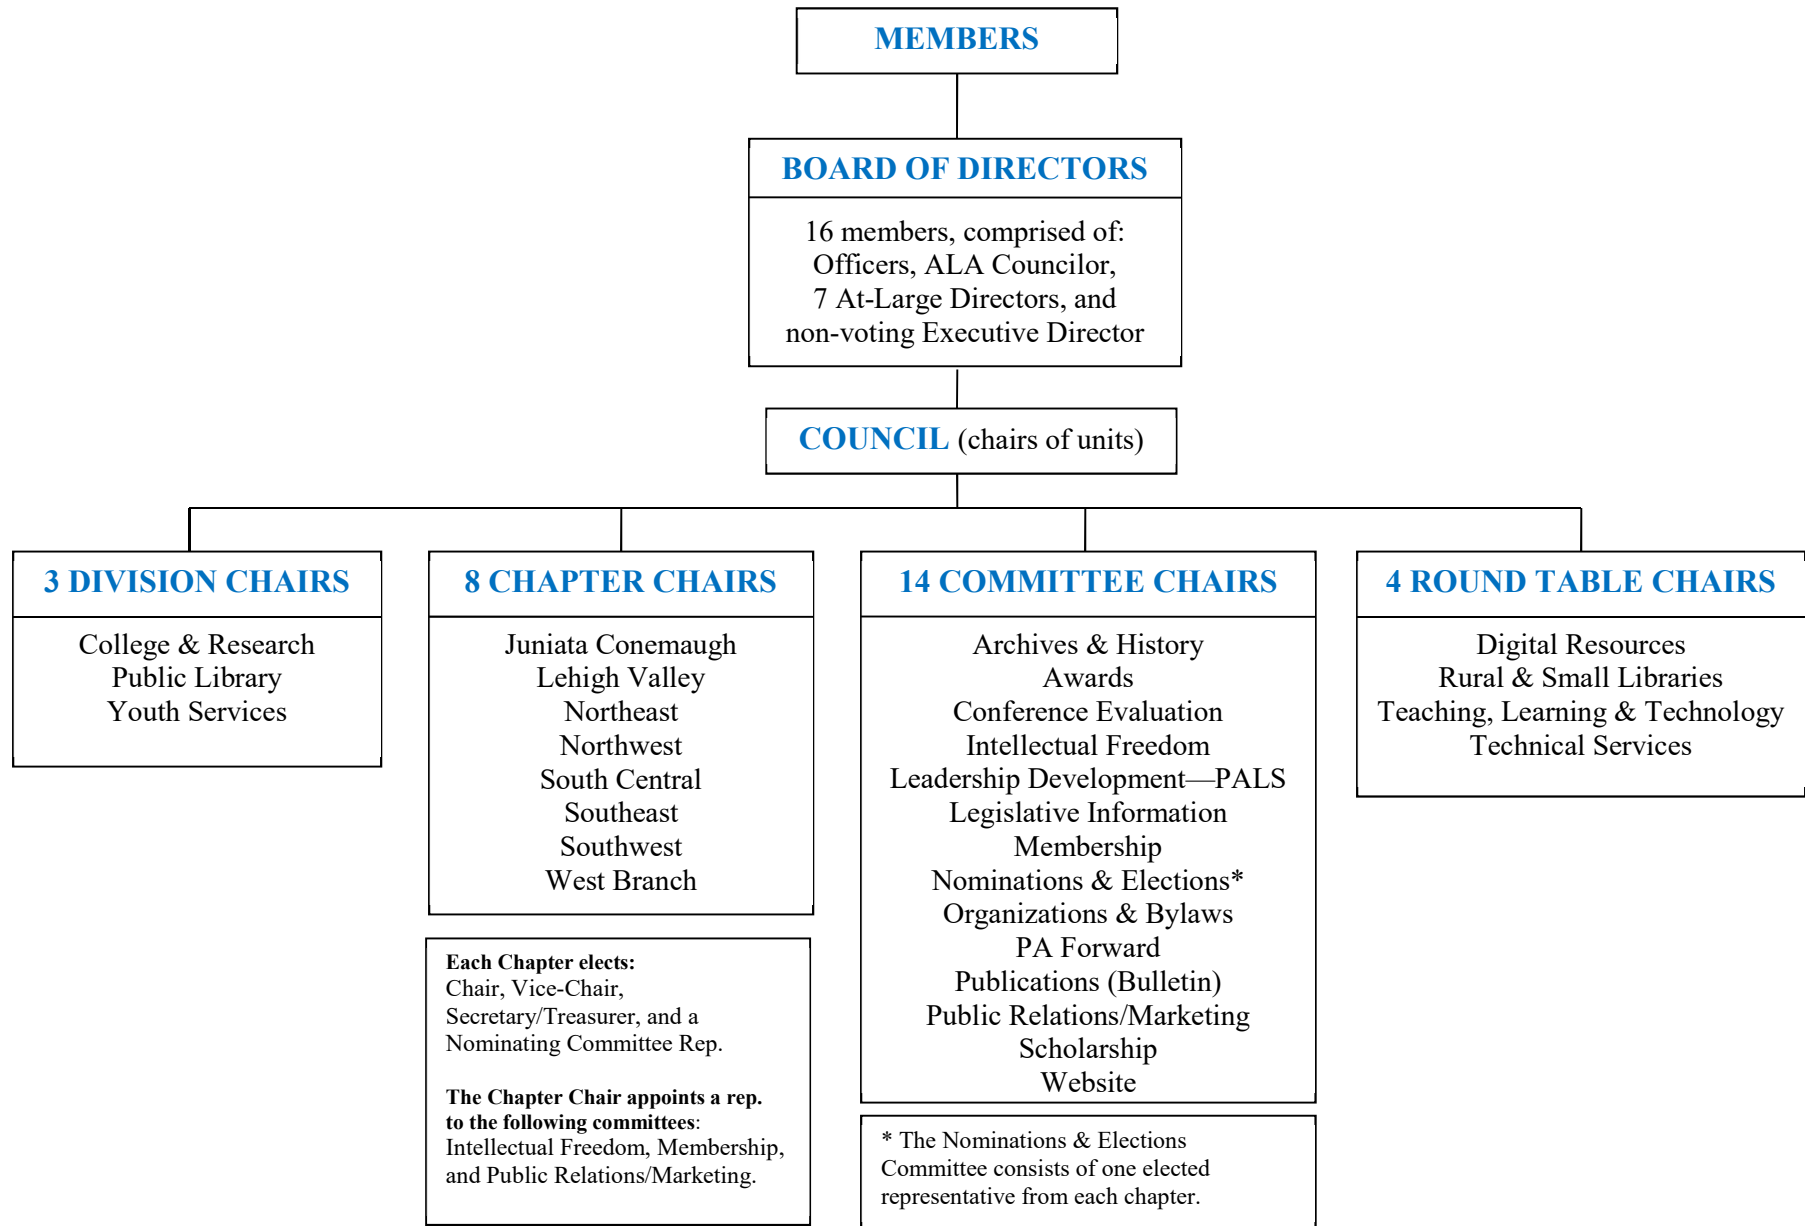 MEMBERS
BOARD OF DIRECTORS
16 members, comprised of:
Officers, ALA Councilor,
7 At-Large Directors, and
non-voting Executive Director
COUNCIL (chairs of units)
3 DIVISION CHAIRS
College & Research
Public Library
Youth Services
8 CHAPTER CHAIRS
Juniata Conemaugh
Lehigh Valley
Northeast
Northwest
South Central
Southeast
Southwest
West Branch
Each Chapter elects:
Chair, Vice-Chair,
Secretary/Treasurer, and a
Nominating Committee Rep.
The Chapter Chair appoints a rep.
to the following committees:
Intellectual Freedom, Membership,
and Public Relations/Marketing.
14 COMMITTEE CHAIRS
Archives & History
Awards
Conference Evaluation
Intellectual Freedom
Leadership Development—PALS
Legislative Information
Membership
Nominations & Elections*
Organizations & Bylaws
PA Forward
Publications (Bulletin)
Public Relations/Marketing
Scholarship
Website
* The Nominations & Elections
Committee consists of one elected
representative from each chapter.
4 ROUND TABLE CHAIRS
Digital Resources
Rural & Small Libraries
Teaching, Learning & Technology
Technical Services